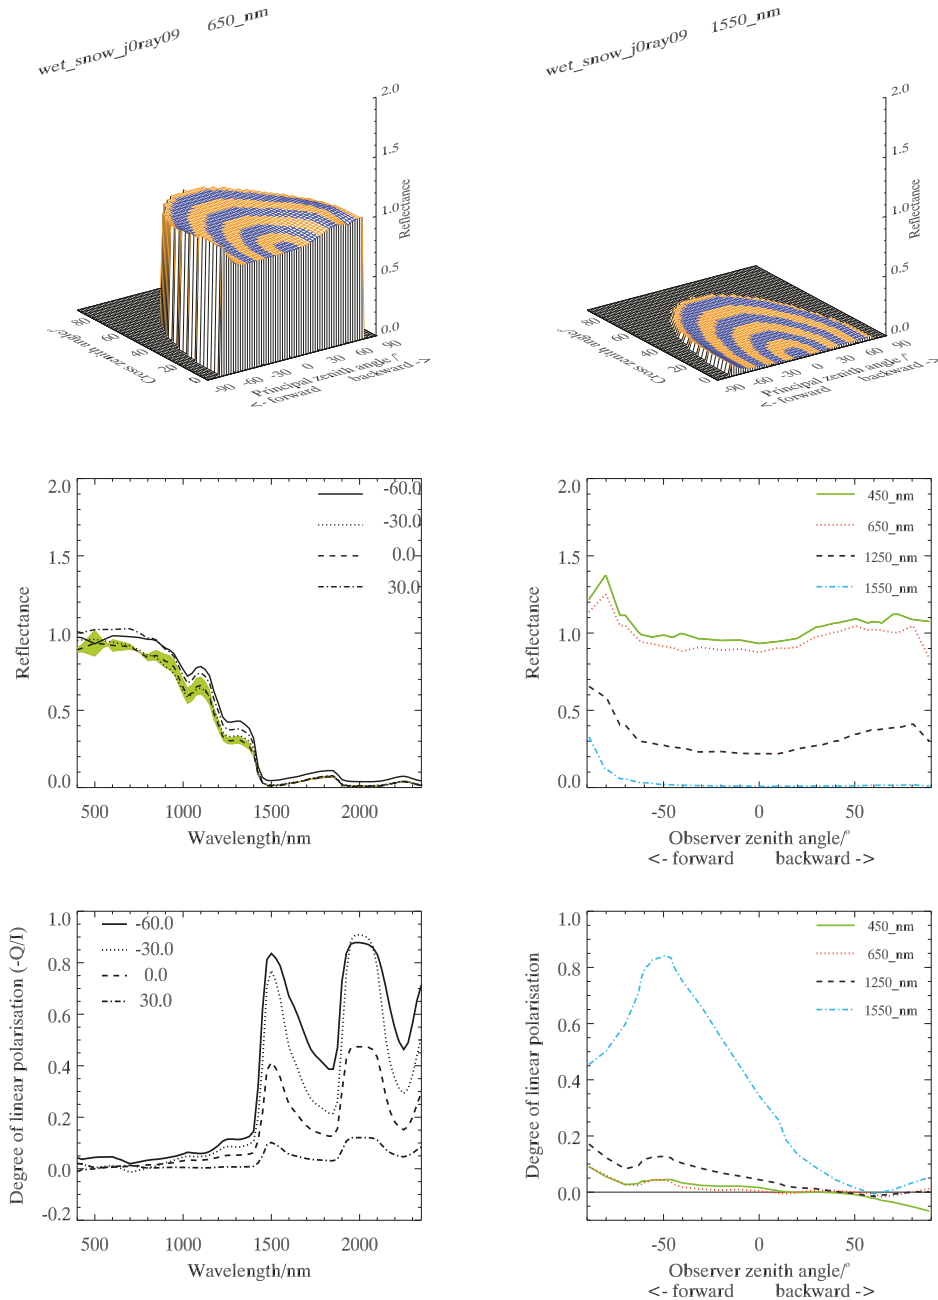 wet_snow_j0ray09 650_nm
2.0
1.5
1.0
0.5
0.0
Reflectance
80
60
40
20
0
Cross zenith angle/°
-90
-60
-30
0
30
60
90
Principal zenith angle/°
<- forward backward ->
wet_snow_j0ray09 1550_nm
2.0
1.5
1.0
0.5
0.0
Reflectance
80
60
40
20
0
Cross zenith angle/°
-90
-60
-30
0
30
60
90
Principal zenith angle/°
<- forward backward ->
2.0
1.5
1.0
0.5
0.0
Reflectance
-60.0
-30.0
0.0
30.0
500 1000 1500 2000
Wavelength/nm
2.0
1.5
1.0
0.5
0.0
Reflectance
450_nm
650_nm
1250_nm
1550_nm
-50 0 50
Observer zenith angle/°
<- forward backward ->
1.0
0.8
0.6
0.4
0.2
0.0
-0.2
Degree of linear polarisation (-Q/I)
-60.0
-30.0
0.0
30.0
500 1000 1500 2000
Wavelength/nm
1.0
0.8
0.6
0.4
0.2
0.0
Degree of linear polarisation
450_nm
650_nm
1250_nm
1550_nm
-50 0 50
Observer zenith angle/°
<- forward backward ->